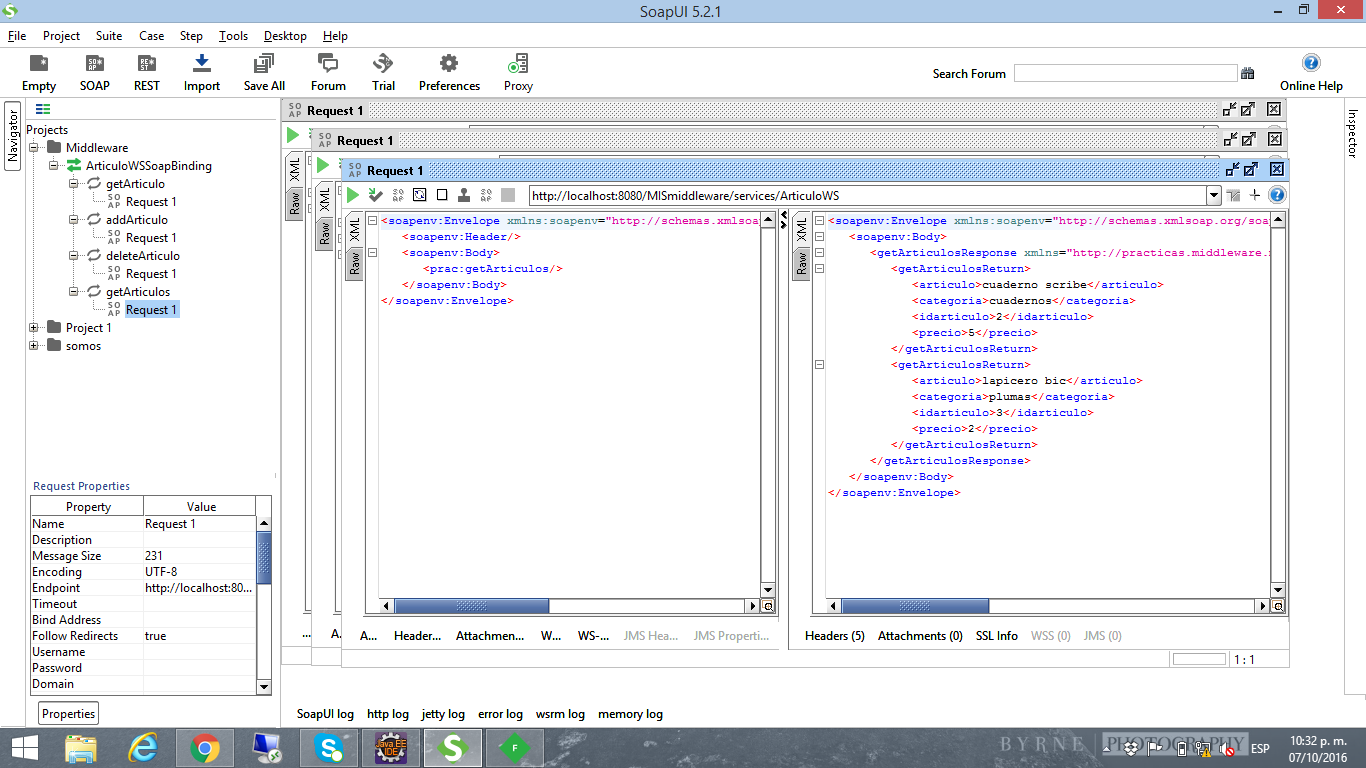 SoapUI 5.2.1
File Project Suite Case Step Tools Desktop Help
Empty SOAP REST Import Save All Forum Trial Preferences Proxy
Search Forum
Online Help
Navigator
Inspector
Projects
Middleware
ArticuloWSSoapBinding
getArticulo
Request 1
addArticulo
Request 1
deleteArticulo
Request 1
getArticulos
Request 1
Project 1
somos
Request Properties
Property Value
Name Request 1
Description
Message Size 231
Encoding UTF-8
Endpoint http://localhost:80...
Timeout
Bind Address
Follow Redirects true
Username
Password
Domain
Properties
Request 1
Request 1
Request 1
http://localhost:8080/MISmiddleware/services/ArticuloWS
XML
Raw
XML
Raw
XML
Raw
<soapenv:Envelope xmlns:soapenv="http://schemas.xmlsoa
<soapenv:Header/>
<soapenv:Body>
<prac:getArticulos/>
</soapenv:Body>
</soapenv:Envelope>
XML
Raw
<soapenv:Envelope xmlns:soapenv="http://schemas.xmlsoap.org/soa
<soapenv:Body>
<getArticulosResponse xmlns="http://practicas.middleware.
<getArticulosReturn>
<articulo>cuaderno scribe</articulo>
<categoria>cuadernos</categoria>
<idarticulo>2</idarticulo>
<precio>5</precio>
</getArticulosReturn>
<getArticulosReturn>
<articulo>lapicero bic</articulo>
<categoria>plumas</categoria>
<idarticulo>3</idarticulo>
<precio>2</precio>
</getArticulosReturn>
</getArticulosResponse>
</soapenv:Body>
</soapenv:Envelope>
... A. A... Header... Attachmen... W... WS-... JMS Hea... JMS Properti...
Headers (5) Attachments (0) SSL Info WSS (0) JMS (0)
1 : 1
SoapUI log http log jetty log error log wsrm log memory log
Java EE
IDE
F
BYRNE PHOTOGRAPHY
ESP
10:32 p. m.
07/10/2016